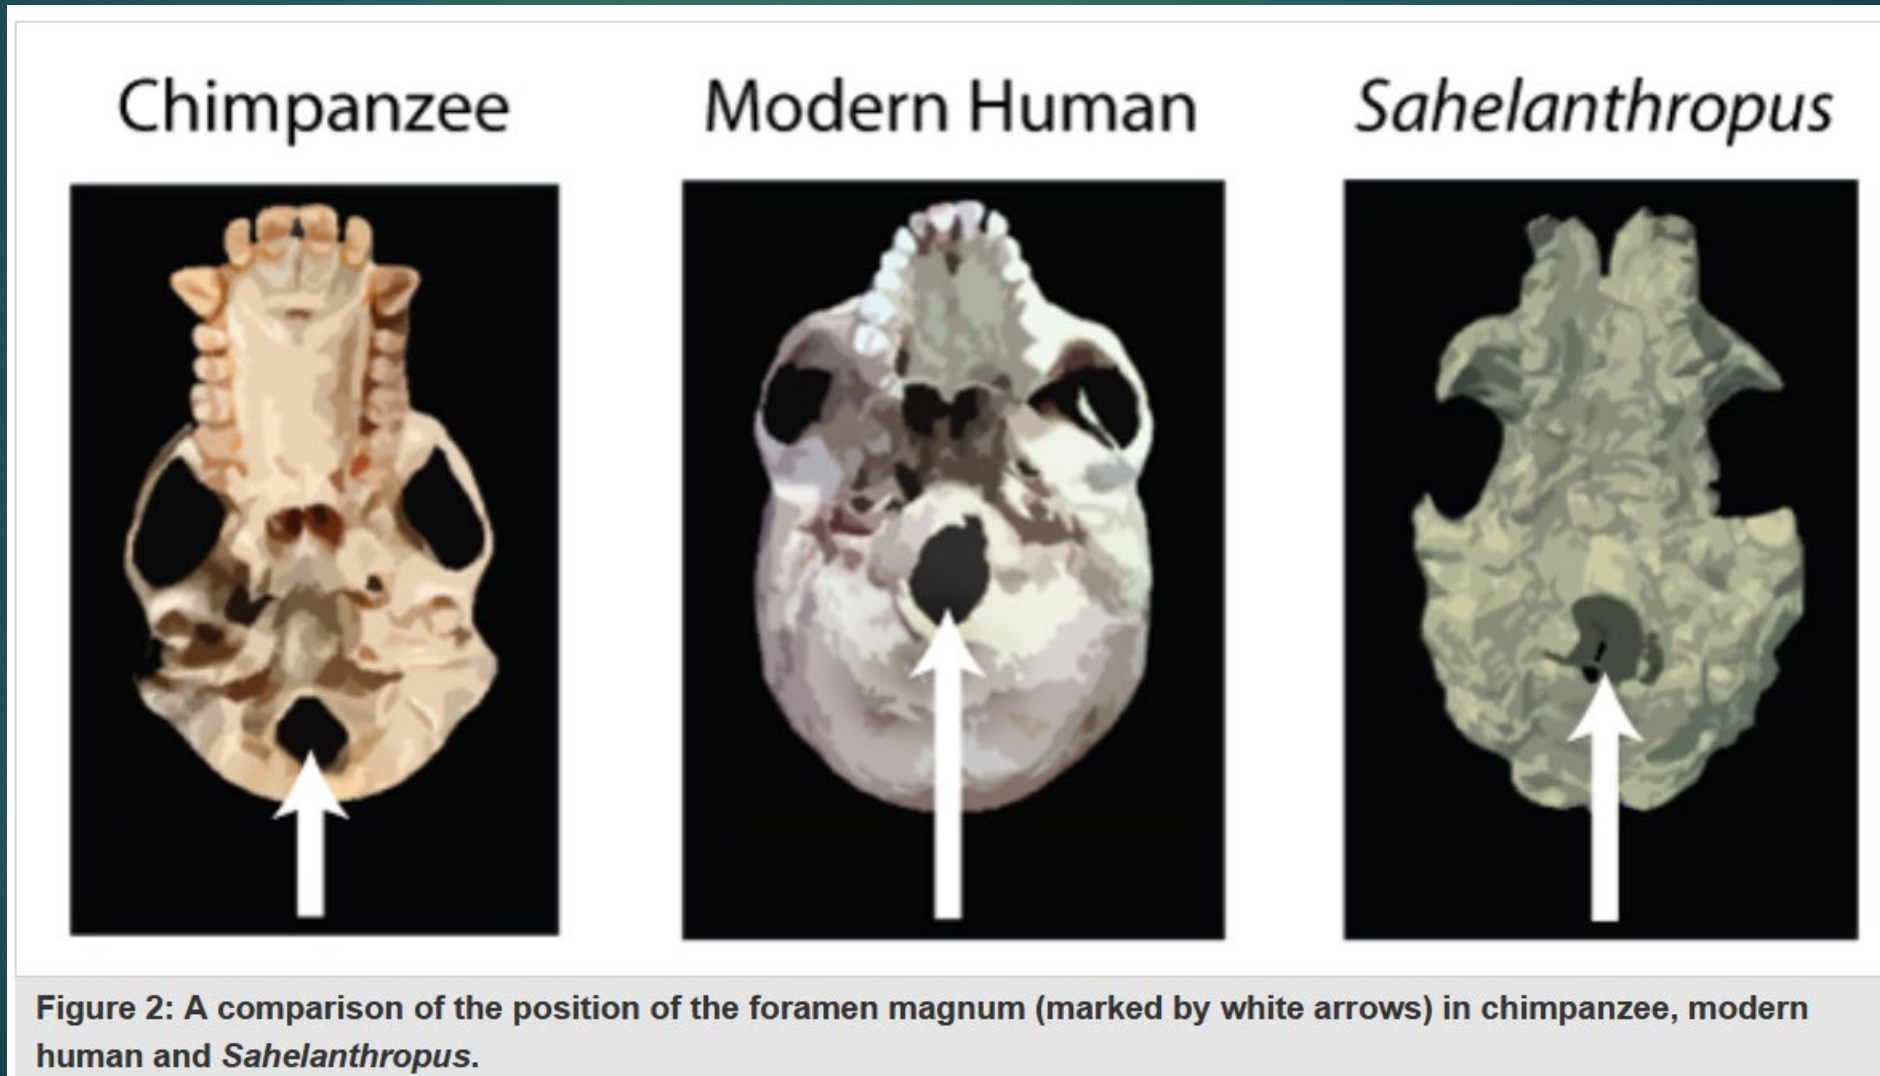 Chimpanzee
Modern Human
Sahelanthropus
Figure 2: A comparison of the position of the foramen magnum (marked by white arrows) in chimpanzee, modern
human and Sahelanthropus.